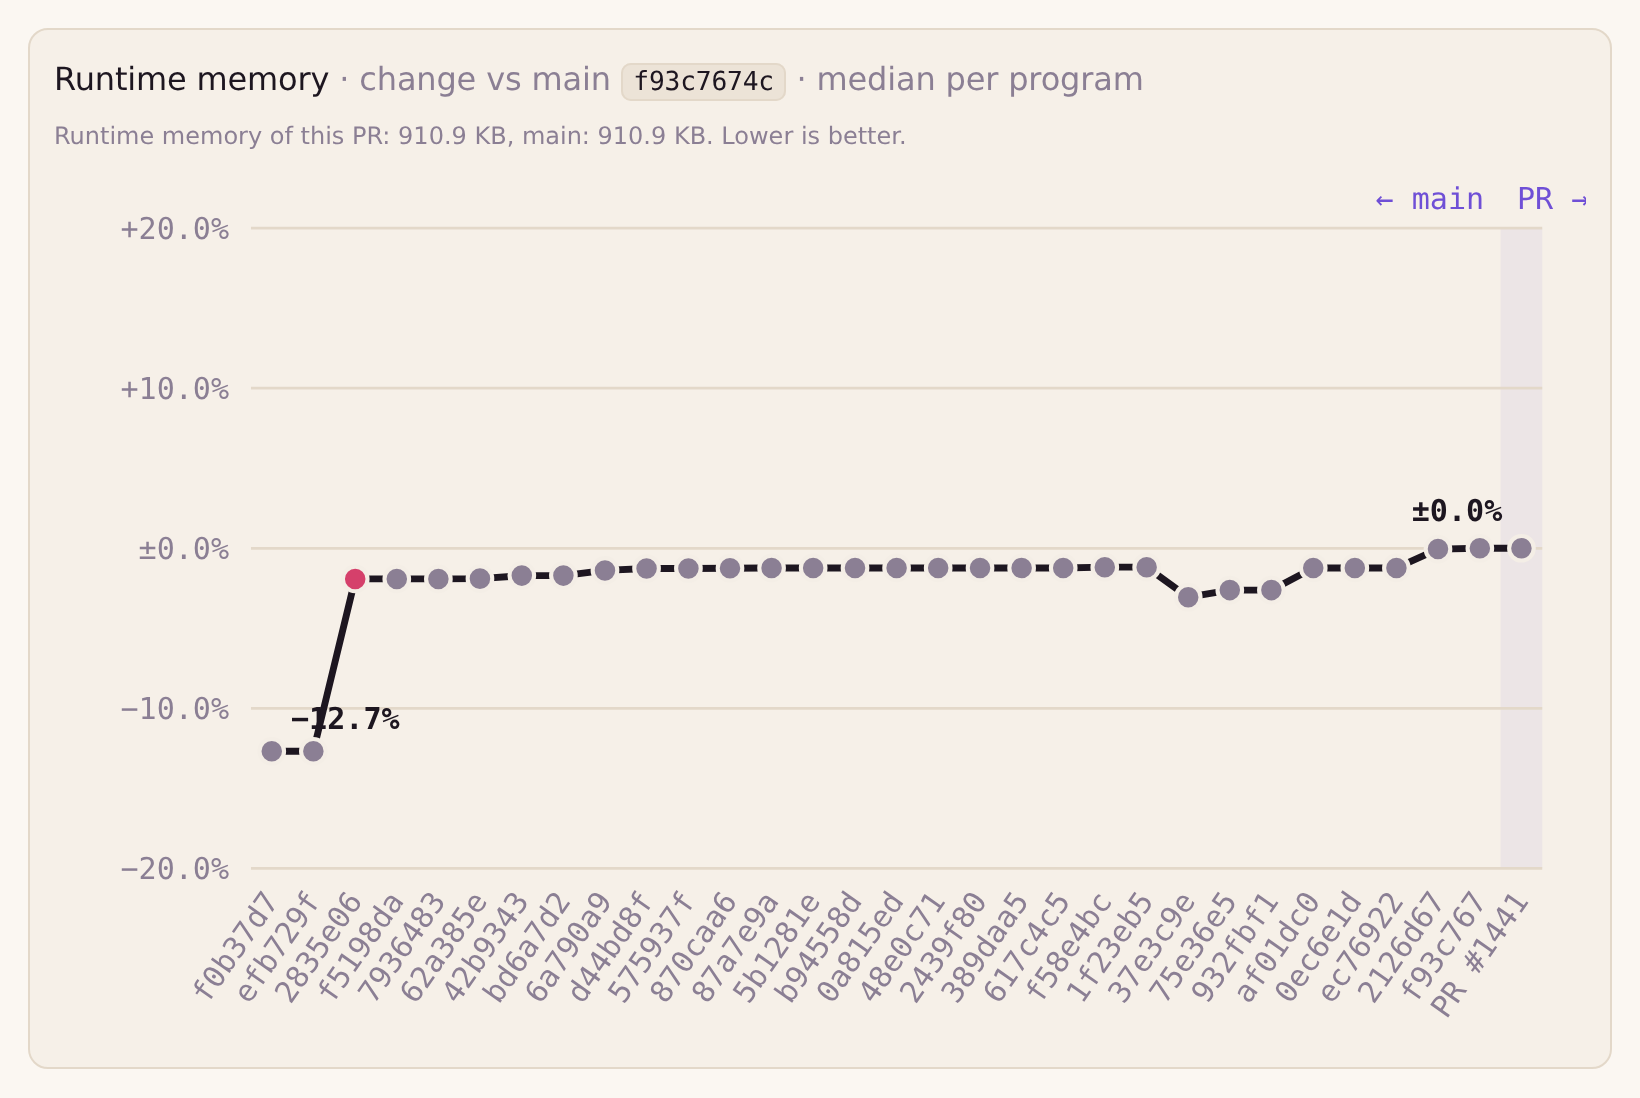 Runtime memory · change vs main f93c7674c · median per program
Runtime memory of this PR: 910.9 KB, main: 910.9 KB. Lower is better.
← main PR →
+20.0%
+10.0%
±0.0%
±0.0%
−10.0%
−12.7%
−20.0%
f0b37d7
efb729f
2835e06
f5198da
7936483
62a385e
42b9343
bd6a7d2
6a790a9
d44bd8f
575937f
870caa6
87a7e9a
5b1281e
b94558d
0a815ed
48e0c71
2439f80
389daa5
617c4c5
f58e4bc
1f23eb5
37e3c9e
75e36e5
932fbf1
af01dc0
0ec6e1d
ec76922
2126d67
f93c767
PR #1441